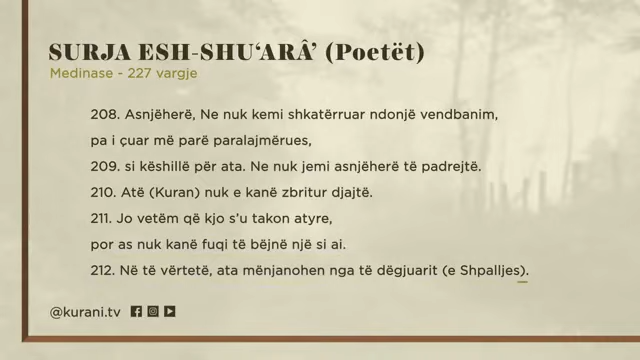 SURJA ESH-SHU‘ARÂ’ (Poetët)
Medinase - 227 vargje
208. Asnjëherë, Ne nuk kemi shkatërruar ndonjë vendbanim,
pa i çuar më parë paralajmërues,
209. si këshillë për ata. Ne nuk jemi asnjëherë të padrejtë.
210. Atë (Kuran) nuk e kanë zbritur djajtë.
211. Jo vetëm që kjo s’u takon atyre,
por as nuk kanë fuqi të bëjnë një si ai.
212. Në të vërtetë, ata mënjanohen nga të dëgjuarit (e Shpalljes).
@kurani.tv